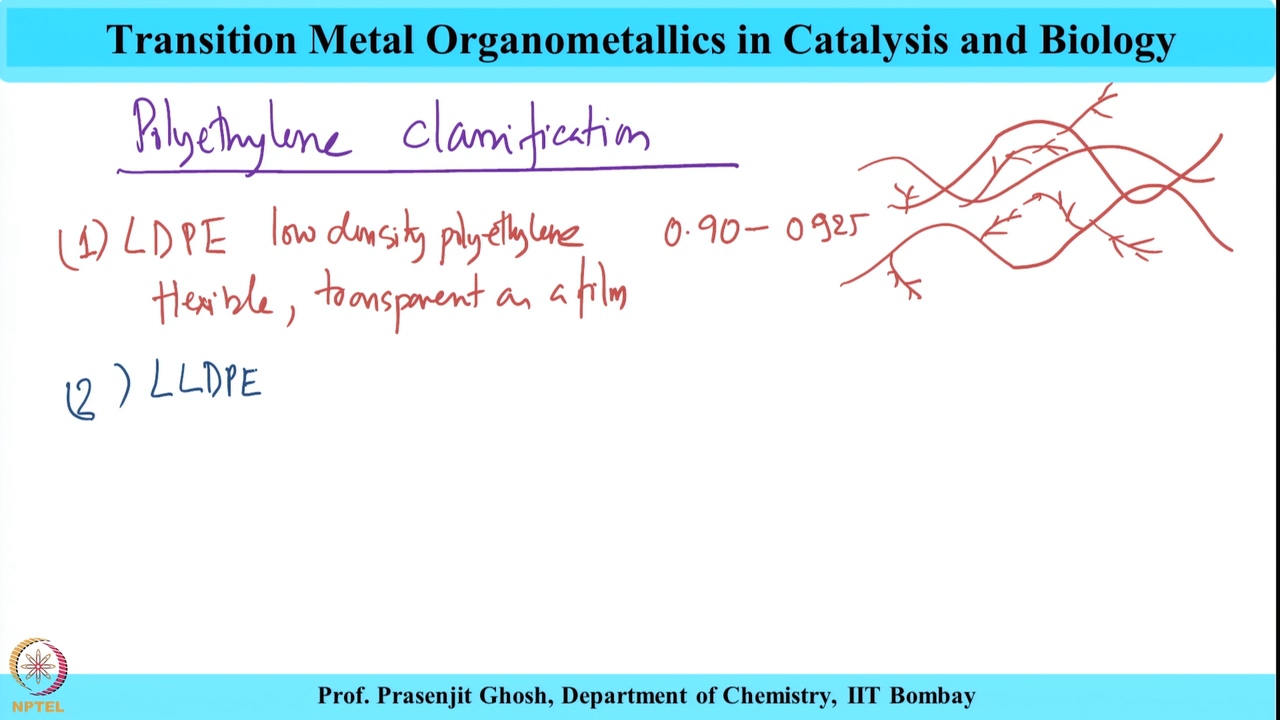 Transition Metal Organometallics in Catalysis and Biology
Polyethylene classification
(1) LDPE low density polyethylene 0.90 - 0.925
flexible, transparent as a film
(2) LLDPE
NPTEL
Prof. Prasenjit Ghosh, Department of Chemistry, IIT Bombay